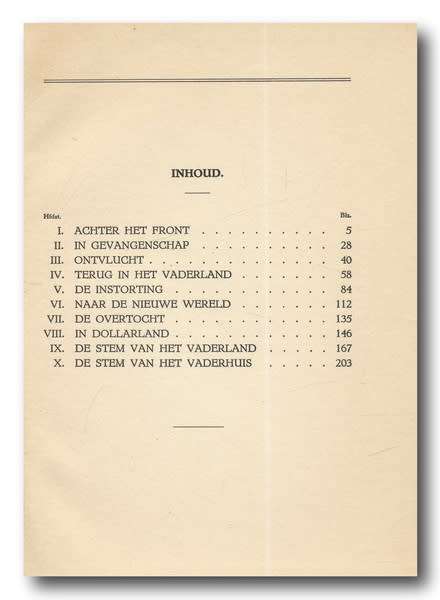 INHOUD.
Hfdst. Blz.
I. ACHTER HET FRONT . . . . . . . . . . 5
II. IN GEVANGENSCHAP . . . . . . . . . . 28
III. ONTVLUCHT . . . . . . . . . . . . . 40
IV. TERUG IN HET VADERLAND . . . . . . . 58
V. DE INSTORTING . . . . . . . . . . . 84
VI. NAAR DE NIEUWE WERELD . . . . . . . 112
VII. DE OVERTOCHT . . . . . . . . . . . 135
VIII. IN DOLLARLAND . . . . . . . . . . . 146
IX. DE STEM VAN HET VADERLAND . . . . . 167
X. DE STEM VAN HET VADERHUIS . . . . . 203